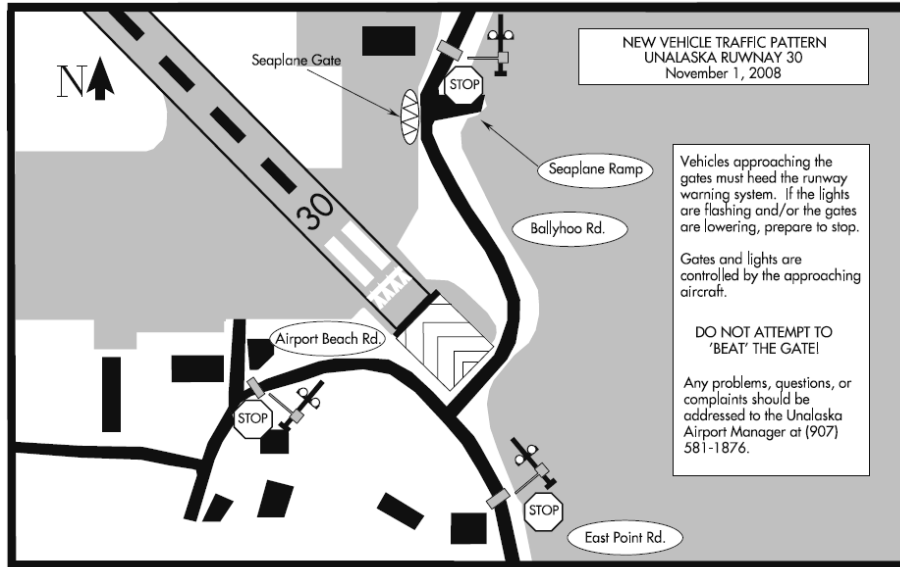 NEW VEHICLE TRAFFIC PATTERN
UNALASKA RUWNAY 30
November 1, 2008
Seaplane Gate
N
STOP
Seaplane Ramp
Vehicles approaching the
gates must heed the runway
warning system. If the lights
are flashing and/or the gates
are lowering, prepare to stop.
Gates and lights are
controlled by the approaching
aircraft.
DO NOT ATTEMPT TO
'BEAT' THE GATE!
Any problems, questions, or
complaints should be
addressed to the Unalaska
Airport Manager at (907)
581-1876.
30
Ballyhoo Rd.
Airport Beach Rd.
STOP
STOP
East Point Rd.